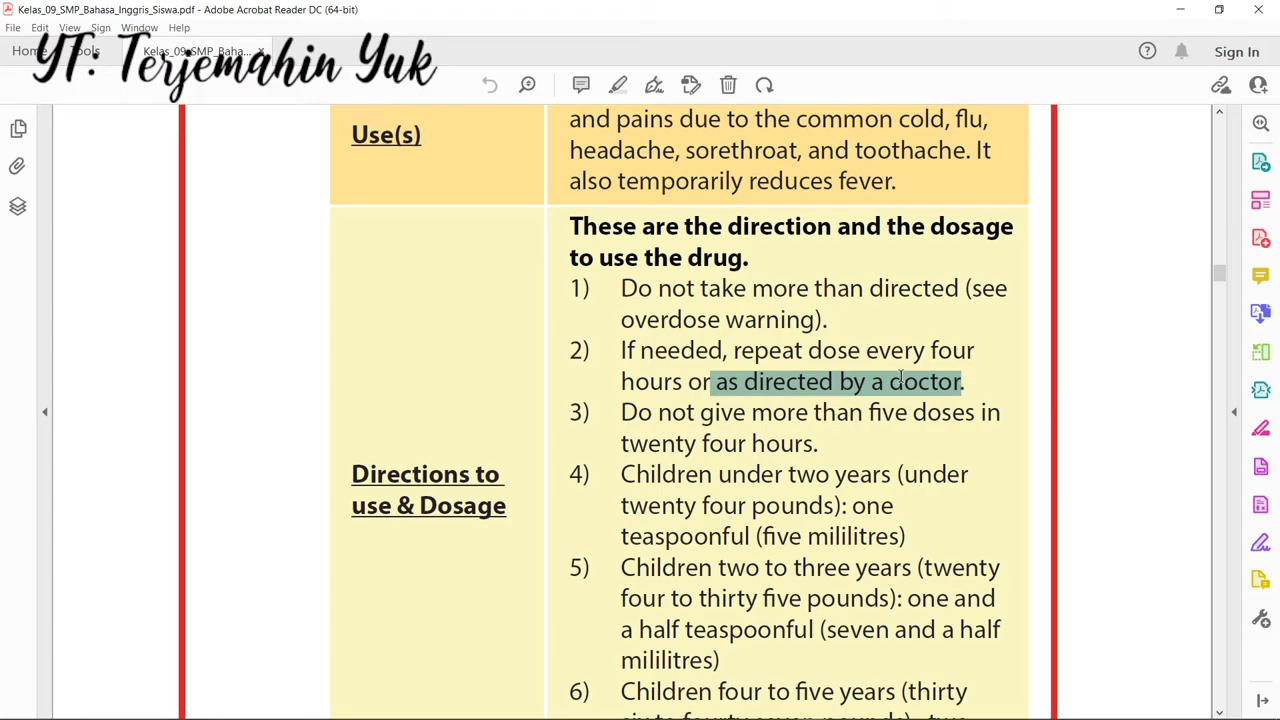 Kelas_09_SMP_Bahasa_Inggris_Siswa.pdf - Adobe Acrobat Reader DC (64-bit)
File Edit View Sign Window Help
Home Tools Kelas_09_SMP_Baha... ×
YT: Terjemahin Yuk
Sign In
Use(s)
and pains due to the common cold, flu,
headache, sorethroat, and toothache. It
also temporarily reduces fever.
Directions to
use & Dosage
These are the direction and the dosage
to use the drug.
1) Do not take more than directed (see
overdose warning).
2) If needed, repeat dose every four
hours or as directed by a doctor.
3) Do not give more than five doses in
twenty four hours.
4) Children under two years (under
twenty four pounds): one
teaspoonful (five mililitres)
5) Children two to three years (twenty
four to thirty five pounds): one and
a half teaspoonful (seven and a half
mililitres)
6) Children four to five years (thirty